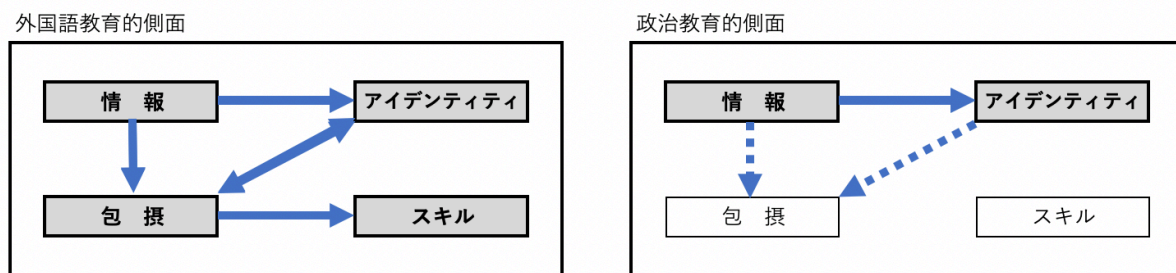 外国語教育的側面
情　報
アイデンティティ
包　摂
スキル
政治教育的側面
情　報
アイデンティティ
包　摂
スキル